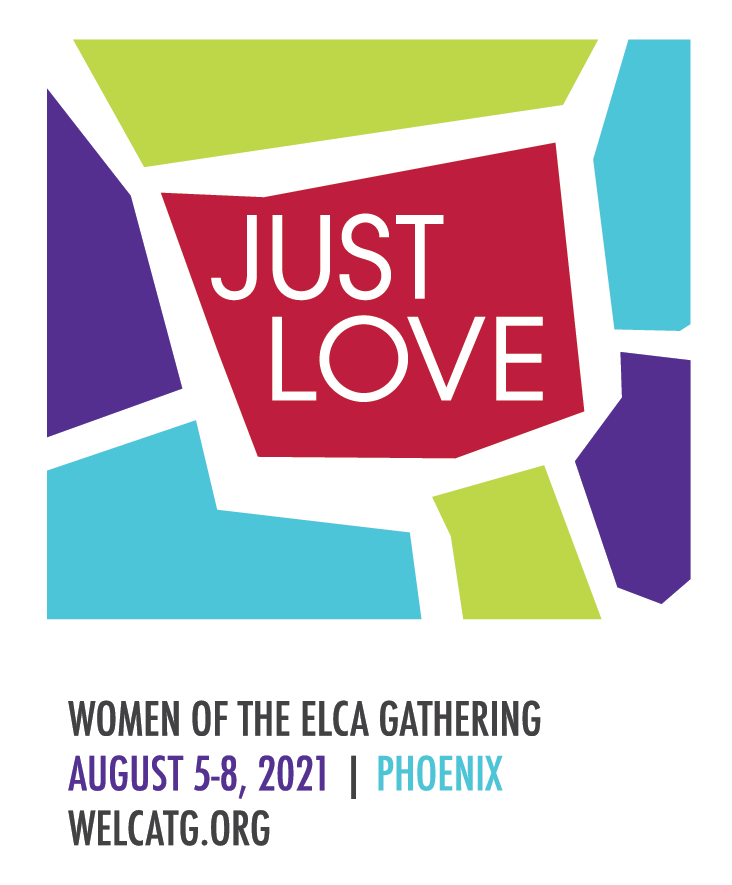 JUST
LOVE
WOMEN OF THE ELCA GATHERING
AUGUST 5-8, 2021 | PHOENIX
WELCATG.ORG